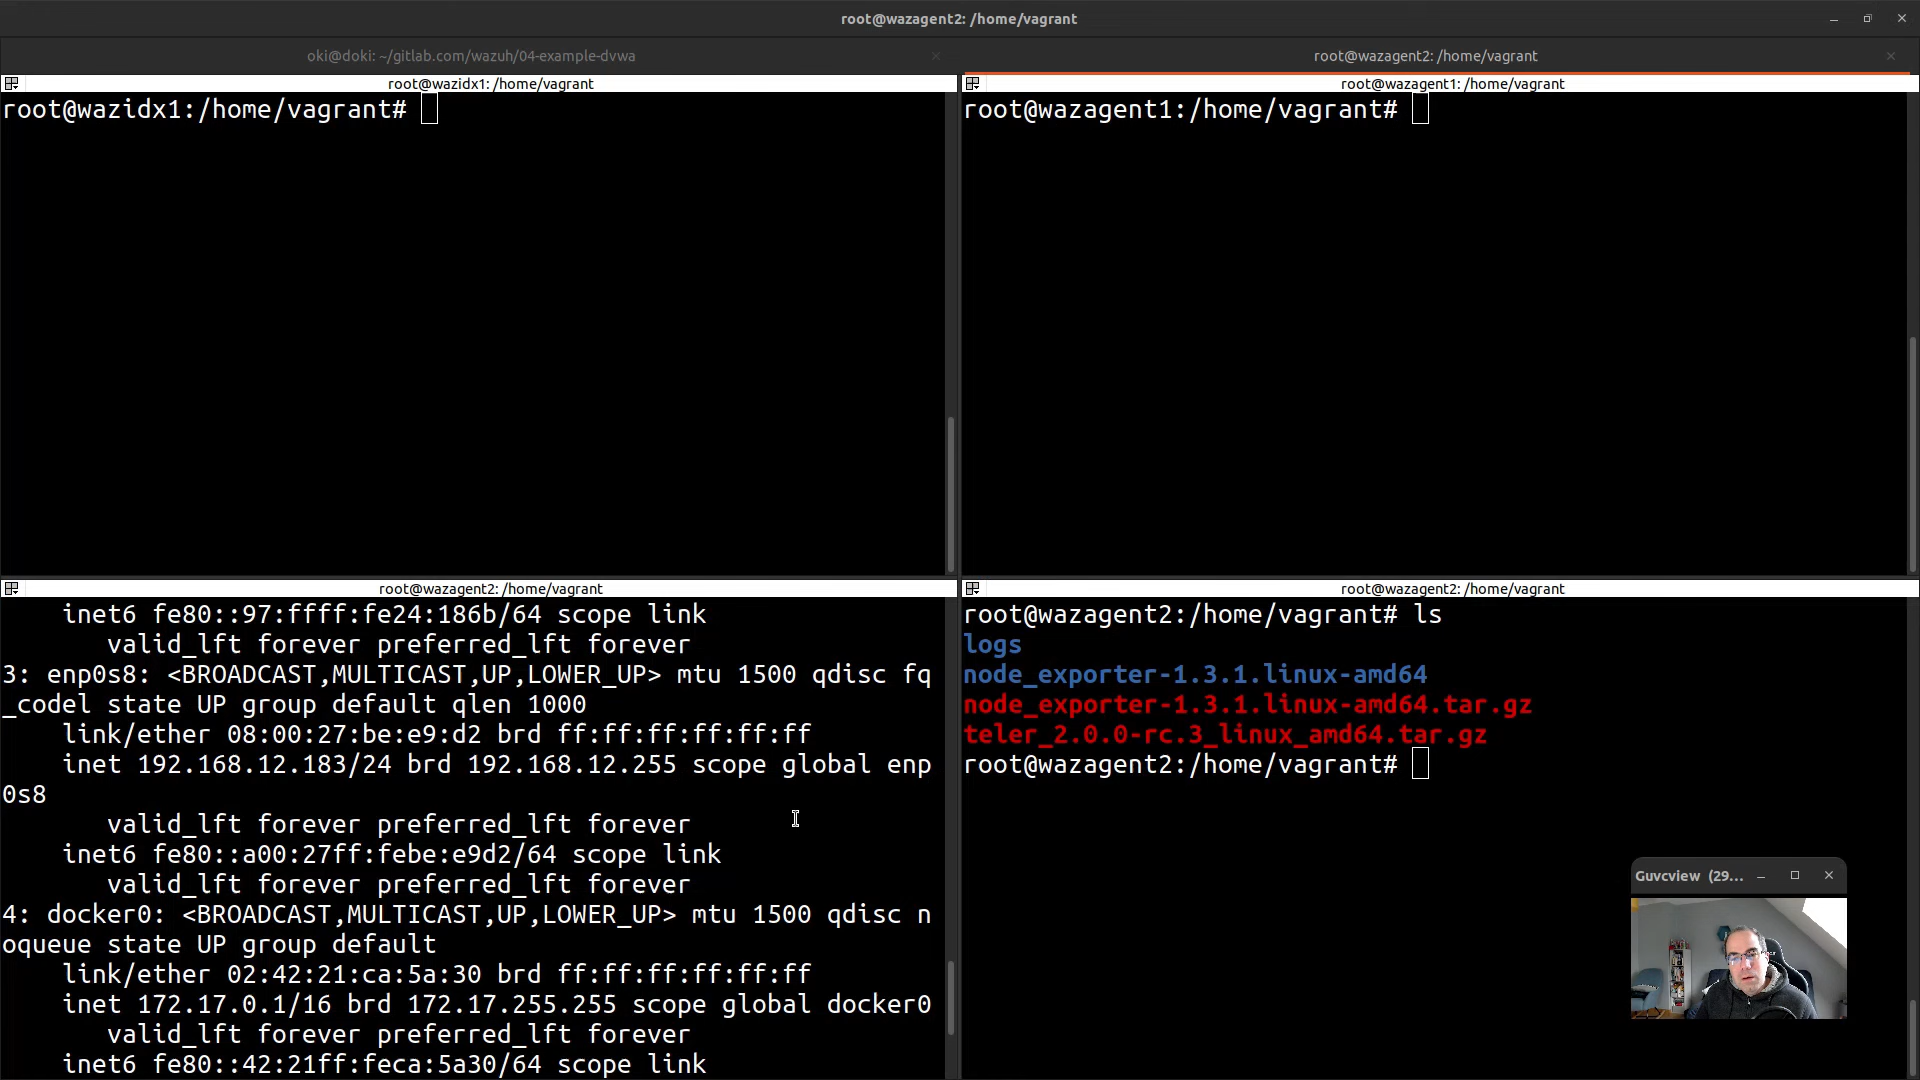 root@wazagent2: /home/vagrant
oki@doki: ~/gitlab.com/wazuh/04-example-dvwa
root@wazagent2: /home/vagrant
root@wazidx1: /home/vagrant
root@wazidx1:/home/vagrant#
root@wazagent1: /home/vagrant
root@wazagent1:/home/vagrant#
root@wazagent2: /home/vagrant
    inet6 fe80::97:ffff:fe24:186b/64 scope link
       valid_lft forever preferred_lft forever
3: enp0s8: <BROADCAST,MULTICAST,UP,LOWER_UP> mtu 1500 qdisc fq
_codel state UP group default qlen 1000
    link/ether 08:00:27:be:e9:d2 brd ff:ff:ff:ff:ff:ff
    inet 192.168.12.183/24 brd 192.168.12.255 scope global enp
0s8
       valid_lft forever preferred_lft forever
    inet6 fe80::a00:27ff:febe:e9d2/64 scope link
       valid_lft forever preferred_lft forever
4: docker0: <BROADCAST,MULTICAST,UP,LOWER_UP> mtu 1500 qdisc n
oqueue state UP group default
    link/ether 02:42:21:ca:5a:30 brd ff:ff:ff:ff:ff:ff
    inet 172.17.0.1/16 brd 172.17.255.255 scope global docker0
       valid_lft forever preferred_lft forever
    inet6 fe80::42:21ff:feca:5a30/64 scope link
root@wazagent2: /home/vagrant
root@wazagent2:/home/vagrant# ls
logs
node_exporter-1.3.1.linux-amd64
node_exporter-1.3.1.linux-amd64.tar.gz
teler_2.0.0-rc.3_linux_amd64.tar.gz
root@wazagent2:/home/vagrant#
Guvcview (29...